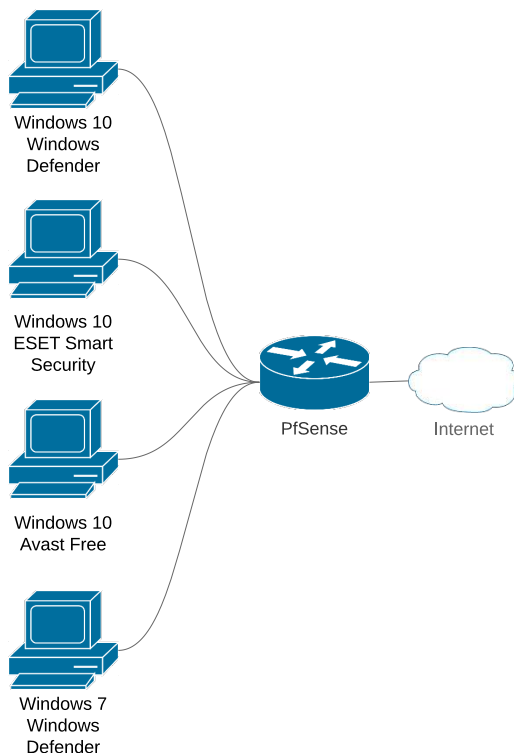 Windows 10
Windows
Defender
Windows 10
ESET Smart
Security
PfSense
Internet
Windows 10
Avast Free
Windows 7
Windows
Defender